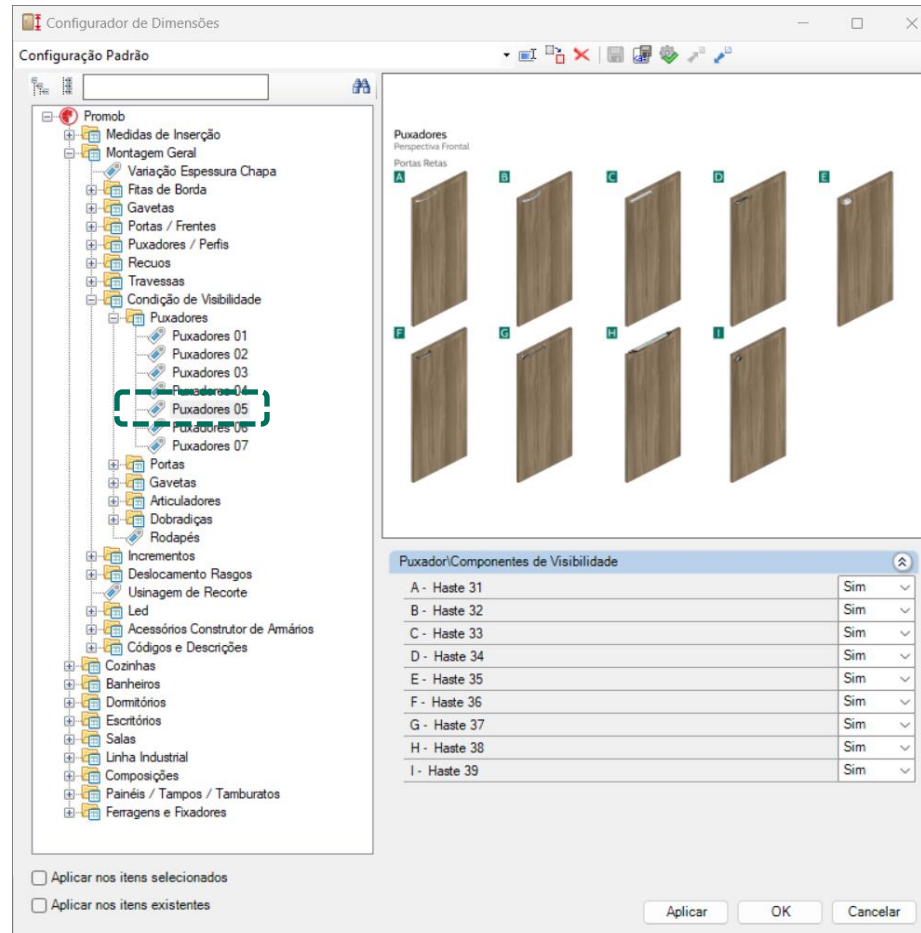 Configurador de Dimensões
Configuração Padrão
Promob
Medidas de Inserção
Montagem Geral
Variação Espessura Chapa
Fitas de Borda
Gavetas
Portas / Frentes
Puxadores / Perfis
Recuos
Travessas
Condição de Visibilidade
Puxadores
Puxadores 01
Puxadores 02
Puxadores 03
Puxadores 04
Puxadores 05
Puxadores 06
Puxadores 07
Portas
Gavetas
Articuladores
Dobradiças
Rodapés
Incrementos
Deslocamento Rasgos
Usinagem de Recorte
Led
Acessórios Construtor de Armários
Códigos e Descrições
Cozinhas
Banheiros
Dormitórios
Escritórios
Salas
Linha Industrial
Composições
Painéis / Tampos / Tamburatos
Ferragens e Fixadores
Puxadores
Perspectiva Frontal
Portas Retas
A B C D E
F G H I
Puxador\Componentes de Visibilidade
A - Haste 31 Sim
B - Haste 32 Sim
C - Haste 33 Sim
D - Haste 34 Sim
E - Haste 35 Sim
F - Haste 36 Sim
G - Haste 37 Sim
H - Haste 38 Sim
I - Haste 39 Sim
Aplicar nos itens selecionados
Aplicar nos itens existentes
Aplicar OK Cancelar